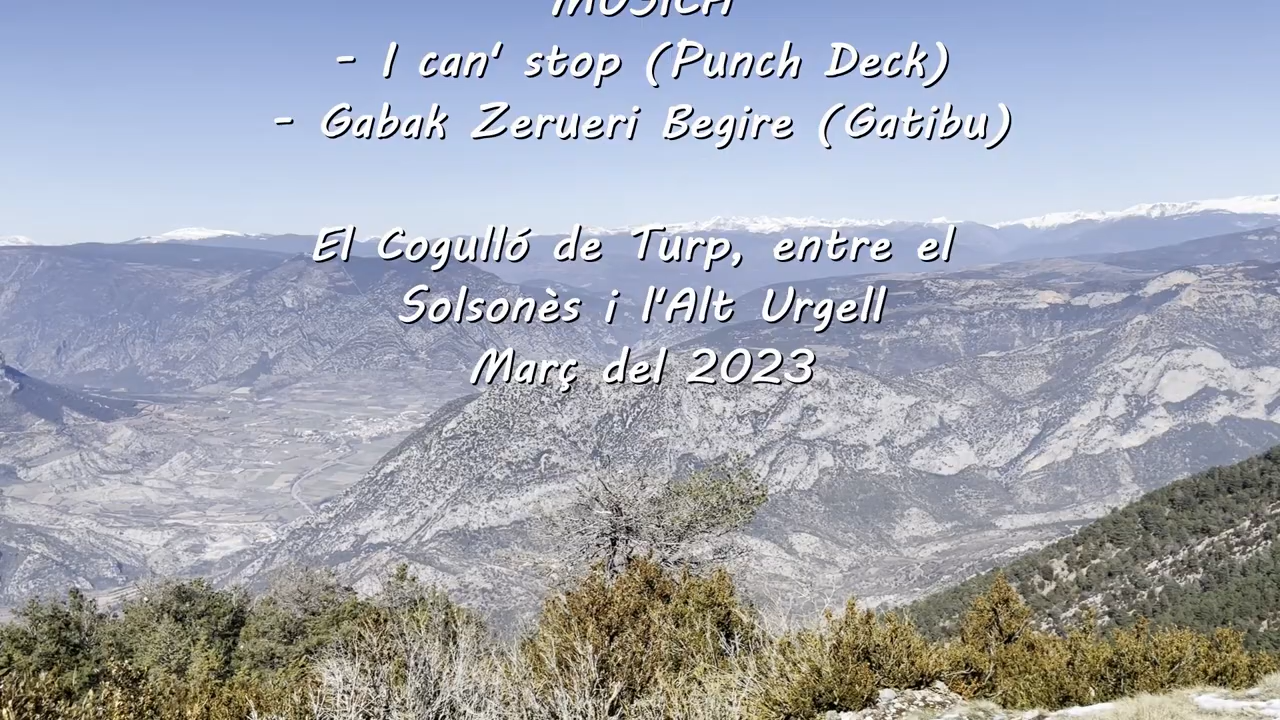 MÚSICA
- I can' stop (Punch Deck)
- Gabak Zerueri Begire (Gatibu)
El Cogulló de Turp, entre el
Solsonès i l'Alt Urgell
Març del 2023